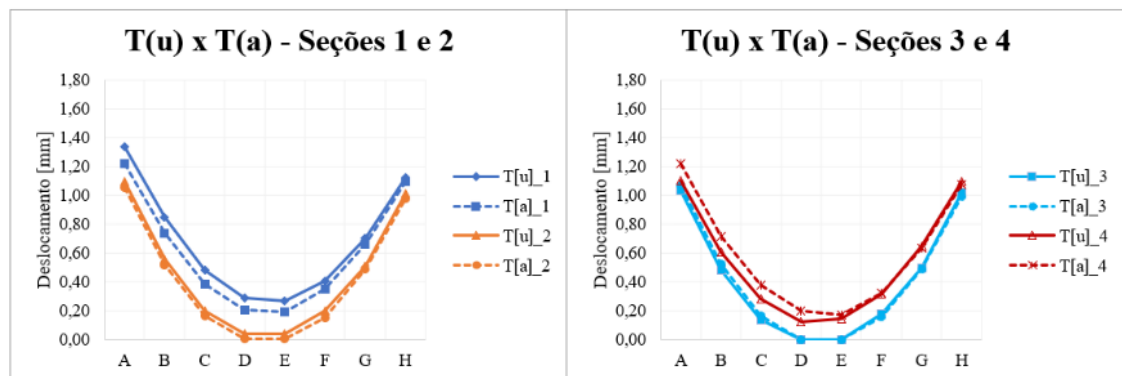 T(u) x T(a) - Seções 1 e 2
Deslocamento [mm]
1,80
1,60
1,40
1,20
1,00
0,80
0,60
0,40
0,20
0,00
A B C D E F G H
T[u]_1
T[a]_1
T[u]_2
T[a]_2
T(u) x T(a) - Seções 3 e 4
Deslocamento [mm]
1,80
1,60
1,40
1,20
1,00
0,80
0,60
0,40
0,20
0,00
A B C D E F G H
T[u]_3
T[a]_3
T[u]_4
T[a]_4